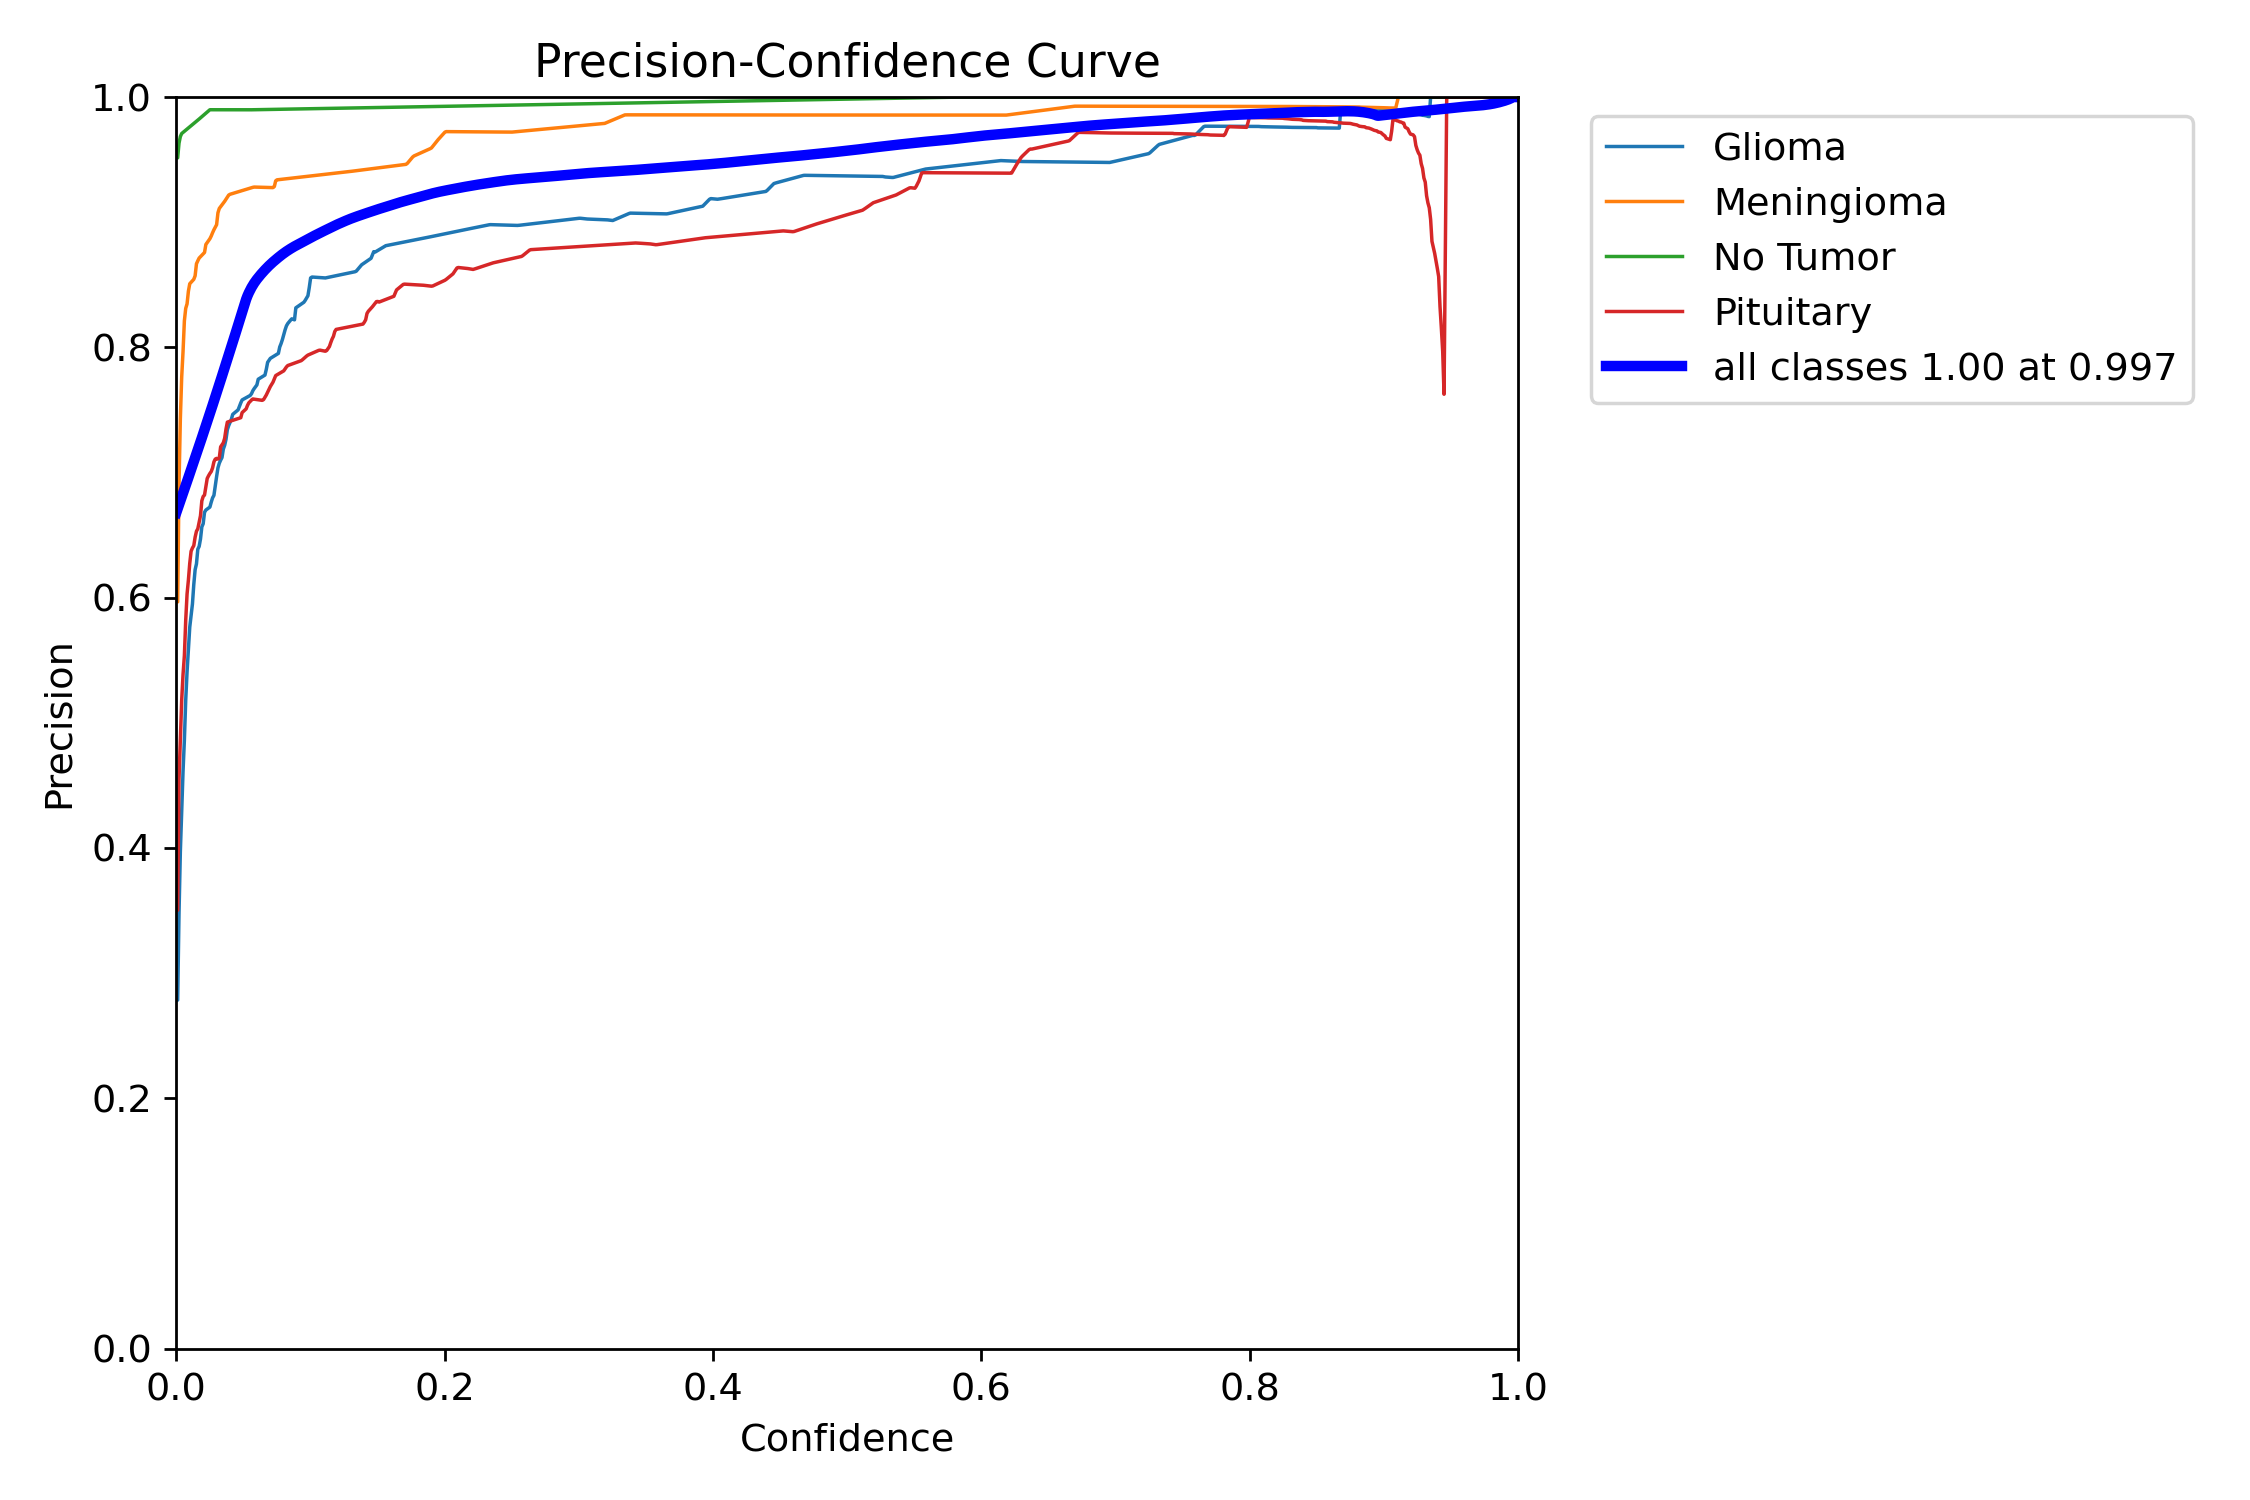 Precision-Confidence Curve
1.0
0.8
0.6
0.4
0.2
0.0
Precision
0.0 0.2 0.4 0.6 0.8 1.0
Confidence
Glioma
Meningioma
No Tumor
Pituitary
all classes 1.00 at 0.997